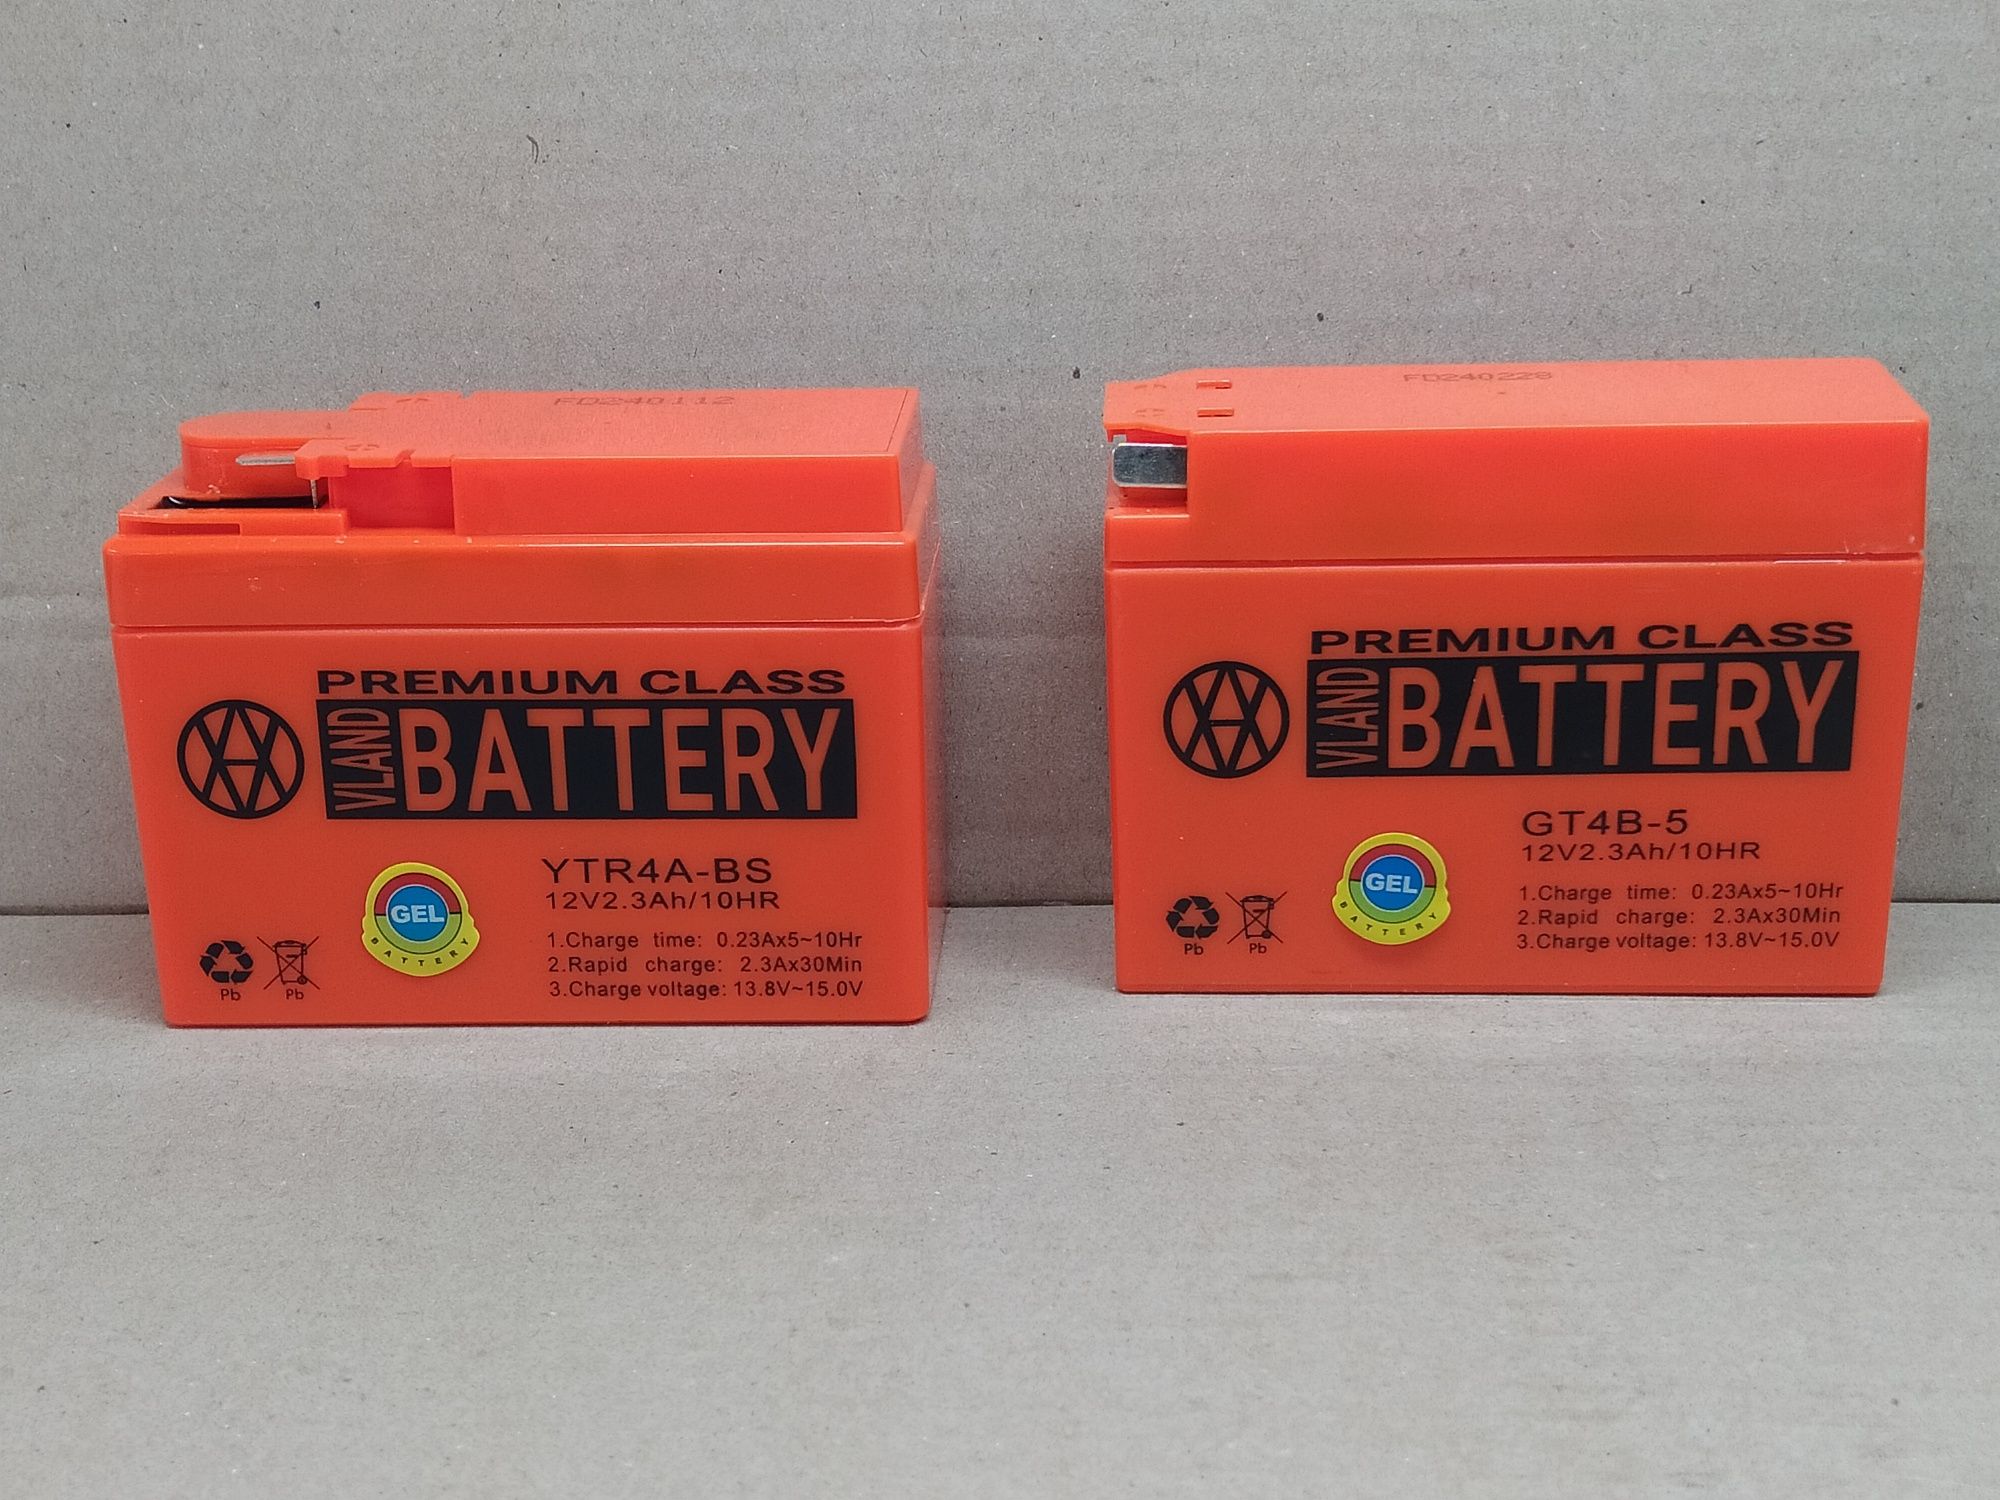 FD240112
PREMIUM CLASS
VLAND
BATTERY
YTR4A-BS
12V2.3Ah/10HR
GEL
BATTERY
1.Charge time: 0.23Ax5~10Hr
2.Rapid charge: 2.3Ax30Min
3.Charge voltage: 13.8V~15.0V
Pb
Pb
FD240228
PREMIUM CLASS
VLAND
BATTERY
GT4B-5
12V2.3Ah/10HR
GEL
BATTERY
1.Charge time: 0.23Ax5~10Hr
2.Rapid charge: 2.3Ax30Min
3.Charge voltage: 13.8V~15.0V
Pb
Pb